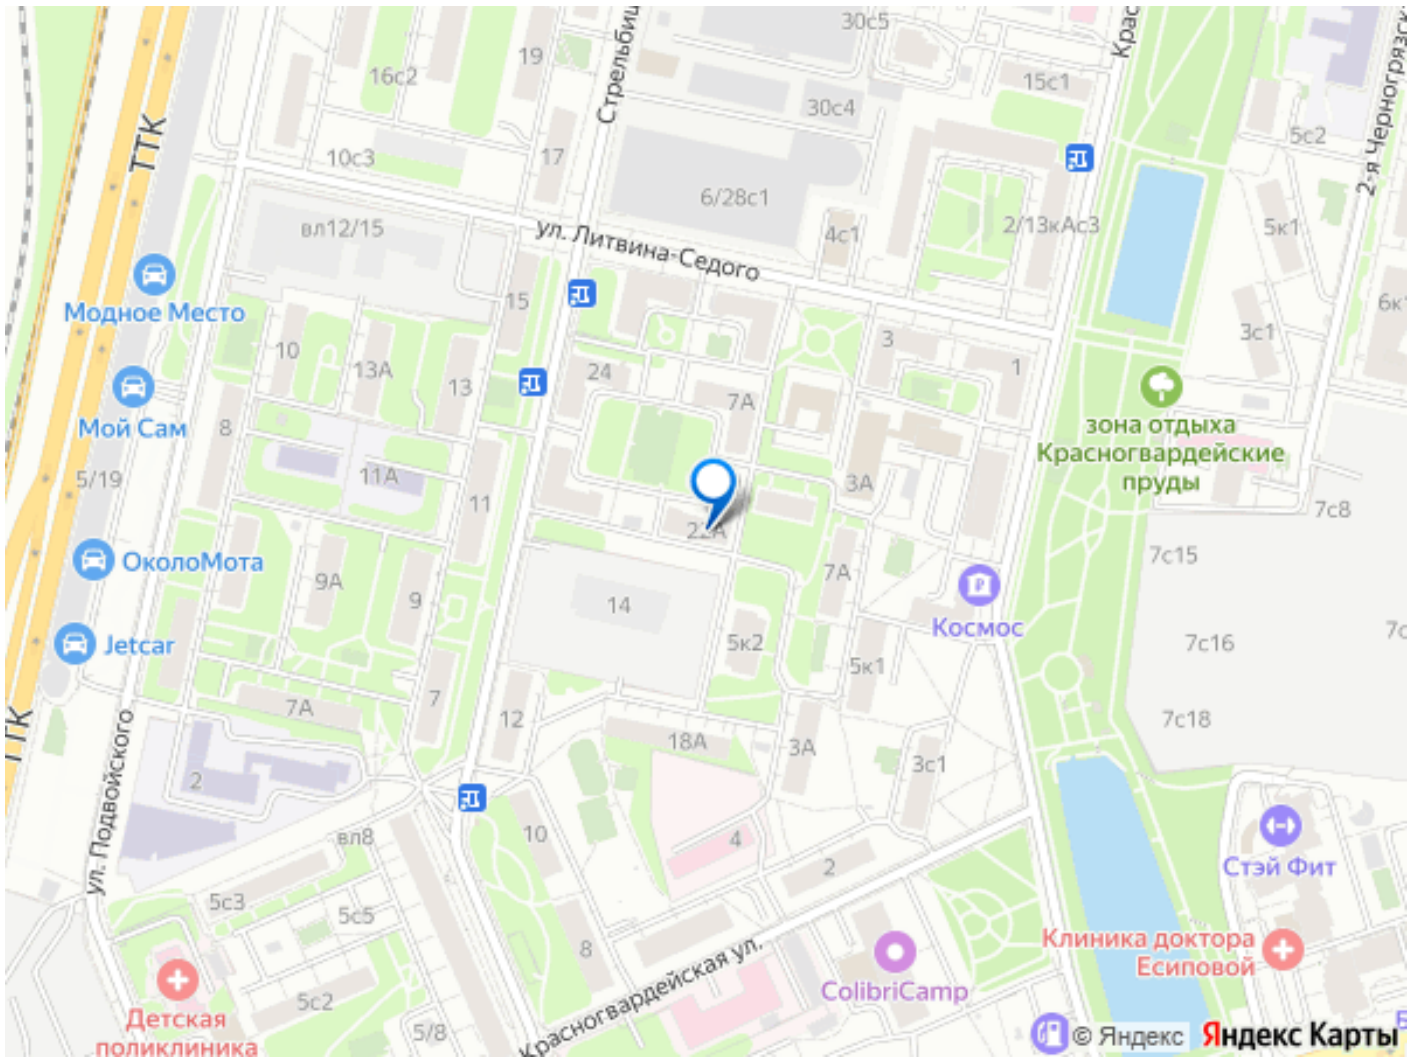 30с5
Крас
19
16с2
Стрельбищ
15с1
ТТК
30с4
5с2
2-я Черногрязск
10с3
17
6/28с1
вл12/15
ул. Литвина-Седого
4с1
2/13кАс3
5к1
Модное Место
15
6к1
10
13А
13
24
3
1
3с1
7А
Мой Сам
8
зона отдыха
Красногвардейские
пруды
5/19
11А
11
3А
7с8
22А
7с15
ОколоМота
9А
9
14
7А
Космос
Jetcar
5к2
5к1
7с16
7с
7А
7
12
18А
3А
3с1
7с18
ТТК
ул. Подвойского
2
вл8
10
4
2
Стэй Фит
5с3
5с5
8
Красногвардейская ул.
ColibriCamp
Клиника доктора
Есиповой
Детская
поликлиника
5с2
5/8
© Яндекс
Яндекс Карты
Б